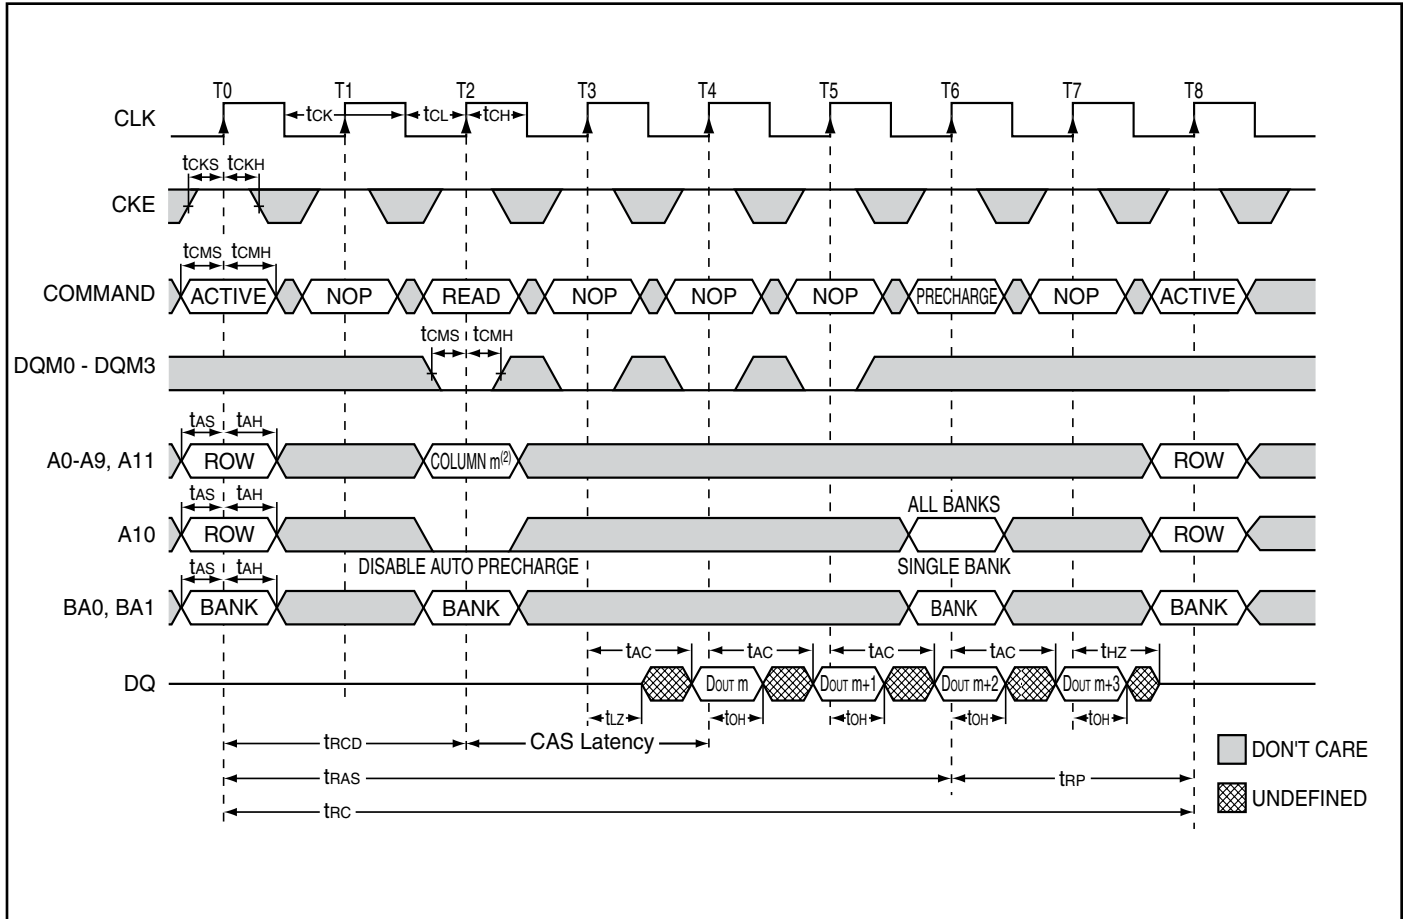 T0 T1 T2 T3 T4 T5 T6 T7 T8
CLK tCK tCL tCH
tCKS tCKH
CKE
tCMS tCMH
COMMAND ACTIVE NOP READ NOP NOP NOP PRECHARGE NOP ACTIVE
tCMS tCMH
DQM0 - DQM3
tAS tAH
A0-A9, A11 ROW COLUMN m(2) ROW
tAS tAH ALL BANKS
A10 ROW ROW
DISABLE AUTO PRECHARGE SINGLE BANK
tAS tAH
BA0, BA1 BANK BANK BANK BANK
tAC tAC tAC tAC tHZ
DQ DOUT m DOUT m+1 DOUT m+2 DOUT m+3
tLZ tOH tOH tOH tOH
tRCD CAS Latency
DON'T CARE
tRAS tRP
UNDEFINED
tRC